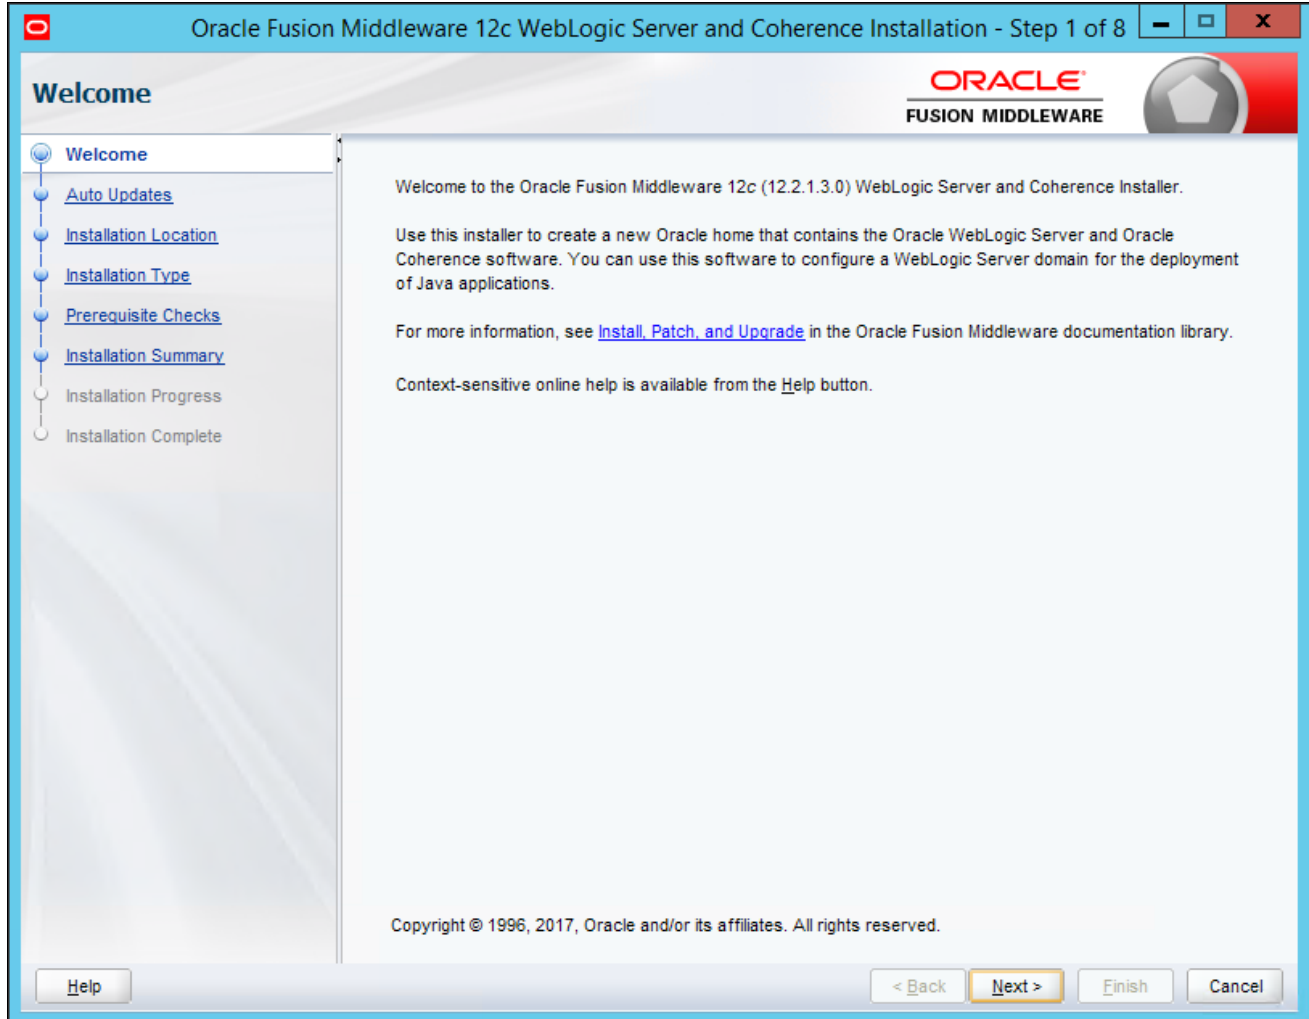 Oracle Fusion Middleware 12c WebLogic Server and Coherence Installation - Step 1 of 8
Welcome
ORACLE
FUSION MIDDLEWARE
Welcome
Auto Updates
Installation Location
Installation Type
Prerequisite Checks
Installation Summary
Installation Progress
Installation Complete
Welcome to the Oracle Fusion Middleware 12c (12.2.1.3.0) WebLogic Server and Coherence Installer.
Use this installer to create a new Oracle home that contains the Oracle WebLogic Server and Oracle
Coherence software. You can use this software to configure a WebLogic Server domain for the deployment
of Java applications.
For more information, see Install, Patch, and Upgrade in the Oracle Fusion Middleware documentation library.
Context-sensitive online help is available from the Help button.
Copyright © 1996, 2017, Oracle and/or its affiliates. All rights reserved.
Help
< Back
Next >
Finish
Cancel